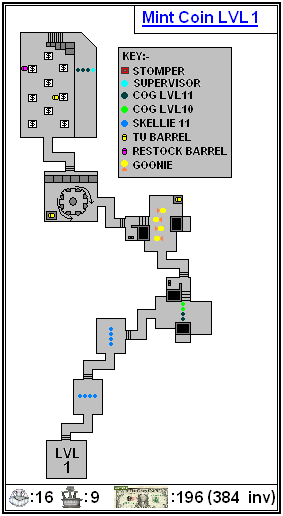 Mint Coin LVL 1
KEY:-
STOMPER
SUPERVISOR
COG LVL11
COG LVL10
SKELLIE 11
TU BARREL
RESTOCK BARREL
GOONIE
LVL
1
:16 :9 :196 (384 inv)